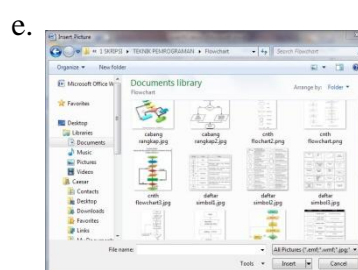 e.
Insert Picture
« 1 SKRIPSI ▸ TEKNIK PEMROGRAMAN ▸ Flowchart
Search Flowchart
Organize New folder
Microsoft Office W
Favorites
Desktop
Libraries
Documents
Music
Pictures
Videos
Caesar
Contacts
Desktop
Downloads
Favorites
Links
Documents library
Flowchart
Arrange by: Folder
cabang rangkap.jpg
cabang rangkap2.jpg
cnth flochart2.png
cnth flowchart.png
cnth flowchart3.jpg
daftar simbol1.jpg
daftar simbol2.jpg
daftar simbol3.jpg
File name:
All Pictures (*.emf;*.wmf;*.jpg;*
Tools Insert Cancel